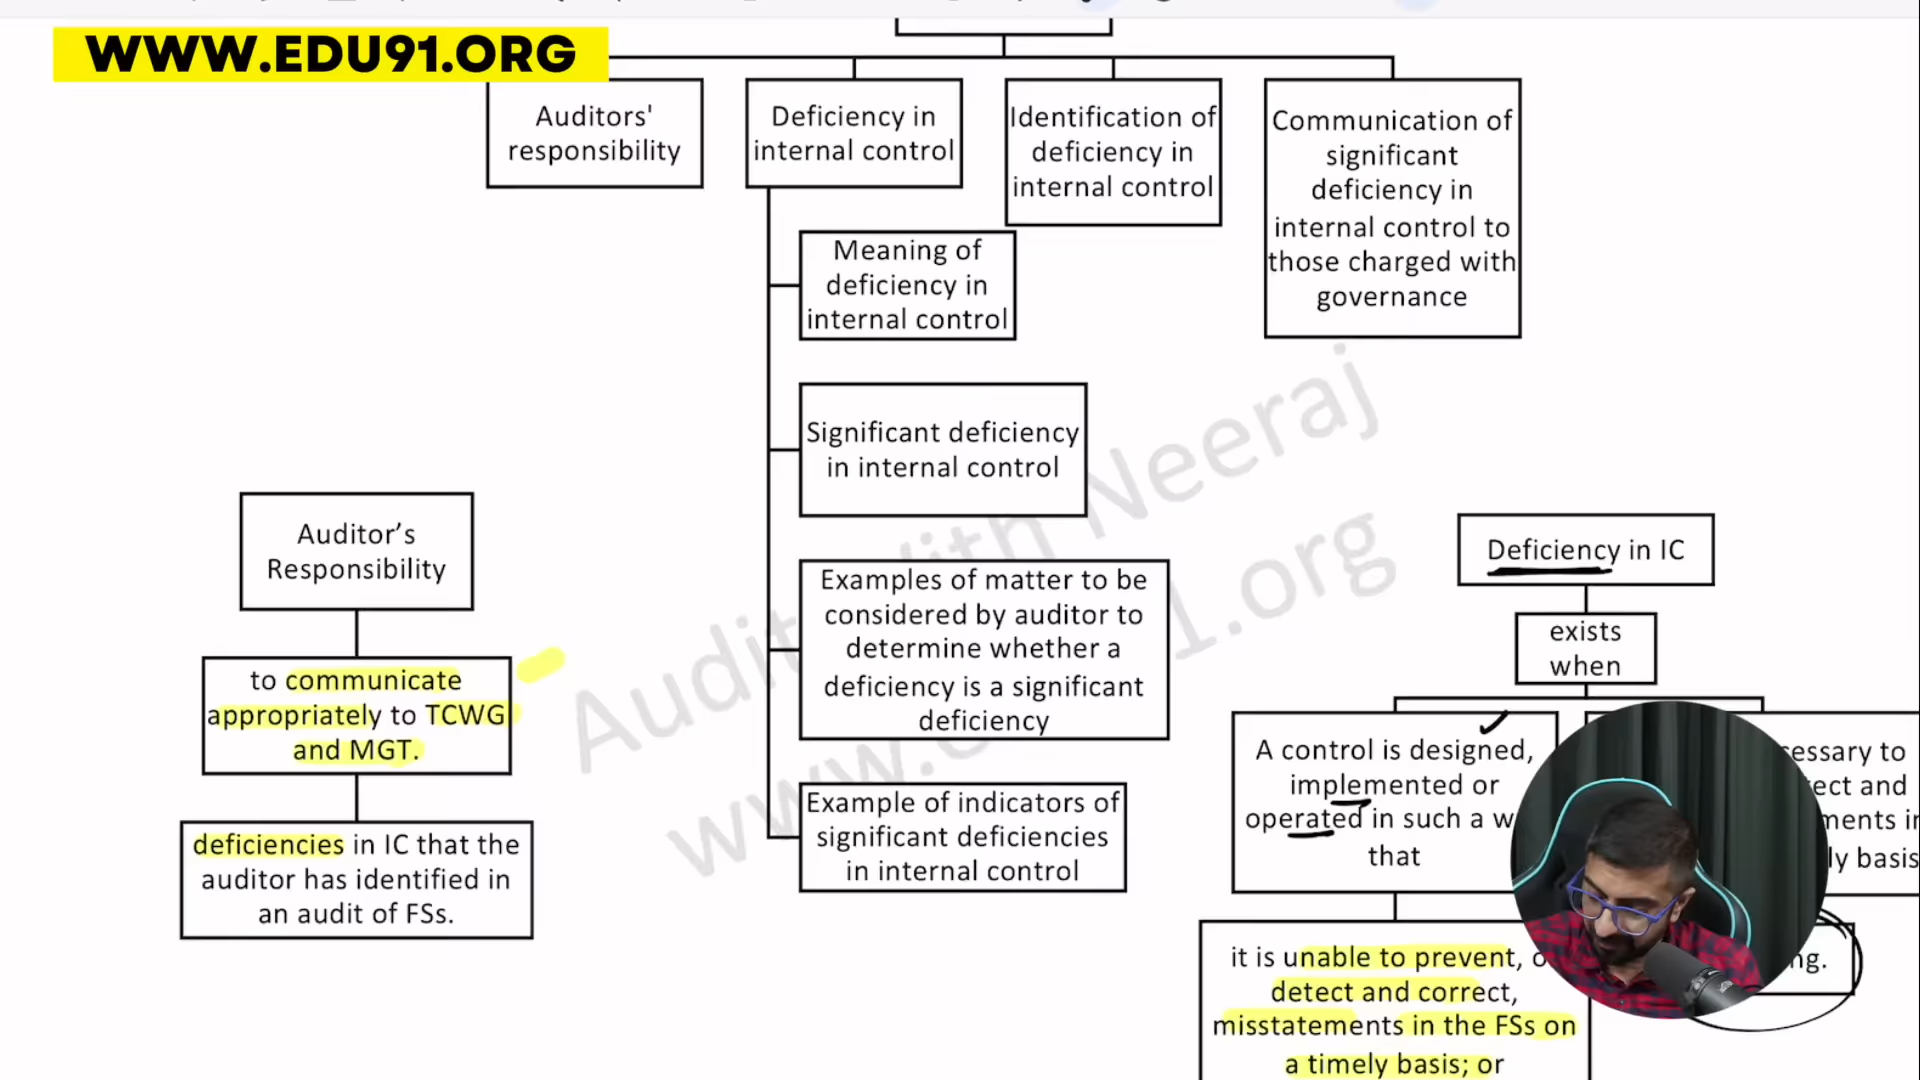 WWW.EDU91.ORG
Auditors'
responsibility
Deficiency in
internal control
Identification of
deficiency in
internal control
Communication of
significant
deficiency in
internal control to
those charged with
governance
Meaning of
deficiency in
internal control
Significant deficiency
in internal control
Examples of matter to be
considered by auditor to
determine whether a
deficiency is a significant
deficiency
Example of indicators of
significant deficiencies
in internal control
Auditor’s
Responsibility
to communicate
appropriately to TCWG
and MGT.
deficiencies in IC that the
auditor has identified in
an audit of FSs.
Deficiency in IC
exists
when
A control is designed,
implemented or
operated in such a
that
it is unable to prevent,
detect and correct,
misstatements in the FSs on
a timely basis; or
to
and
basis
Neeraj